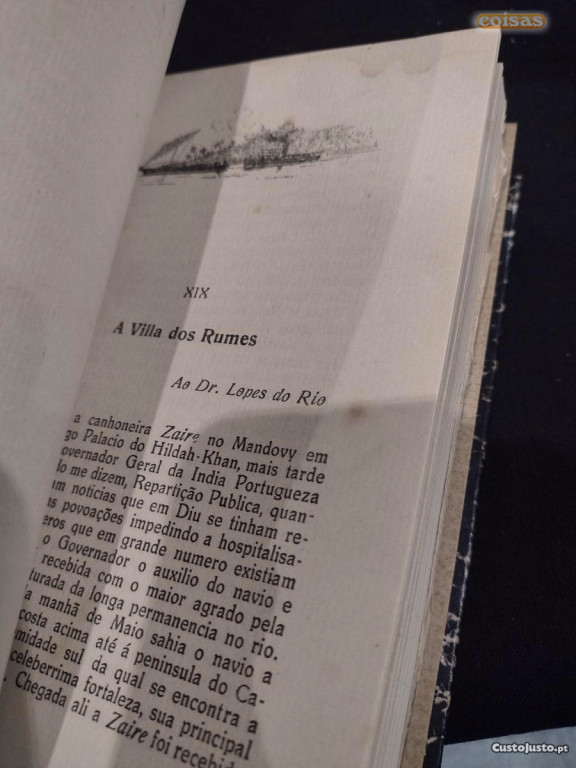 coisas
XIX
A Villa dos Rumes
Ao Dr. Lopes do Rio
a canhoneira Zaire no Mandovy em
go Palacio do Hildah-Khan, mais tarde
overnador Geral da India Portugueza
do me dizem, Repartição Publica, quan-
am noticias que em Diu se tinham re-
as povoações impedindo a hospitalisa-
eros que em grande numero existiam
o Governador o auxilio do navio e
recebida com o maior agrado pela
turada da longa permanencia no rio.
a manhã de Maio sahia o navio a
costa acima até á peninsula do Ca-
midade sul da qual se encontra a
celeberrima fortaleza, sua principal
. Chegada ali a Zaire foi recebid
CustoJusto.pt